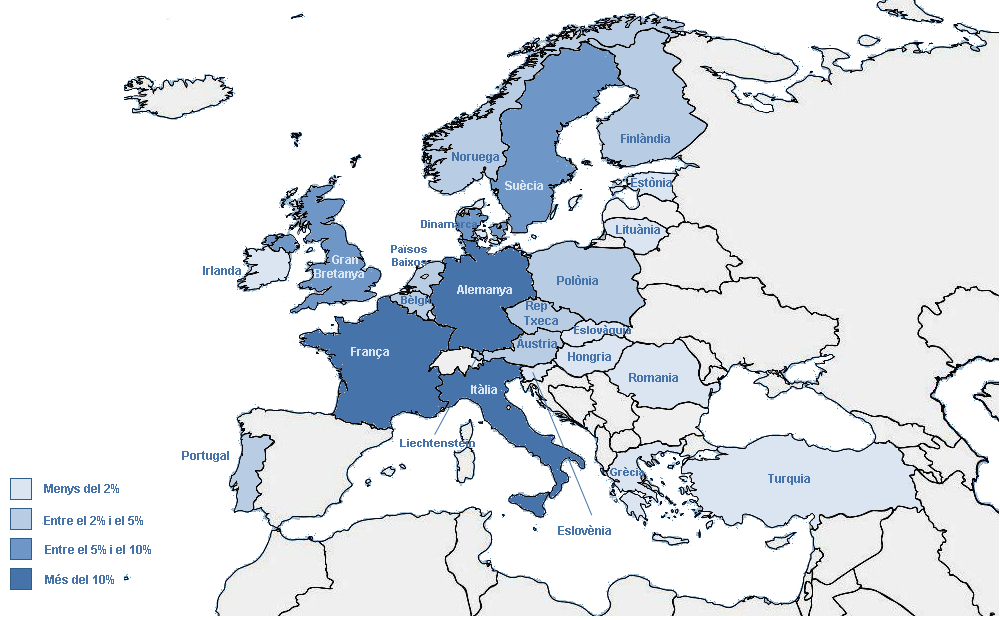 Finlàndia
Noruega
Suècia
Estònia
Dinamarca
Lituània
Països
Baixos
Irlanda
Gran
Bretanya
Polònia
Alemanya
Bèlgi
Rep
Txeca
Eslovàqui
Àustria
França
Hongria
Romania
Itàlia
Liechtenstein
Portugal
Grècia
Turquia
Eslovènia
Menys del 2%
Entre el 2% i el 5%
Entre el 5% i el 10%
Més del 10%